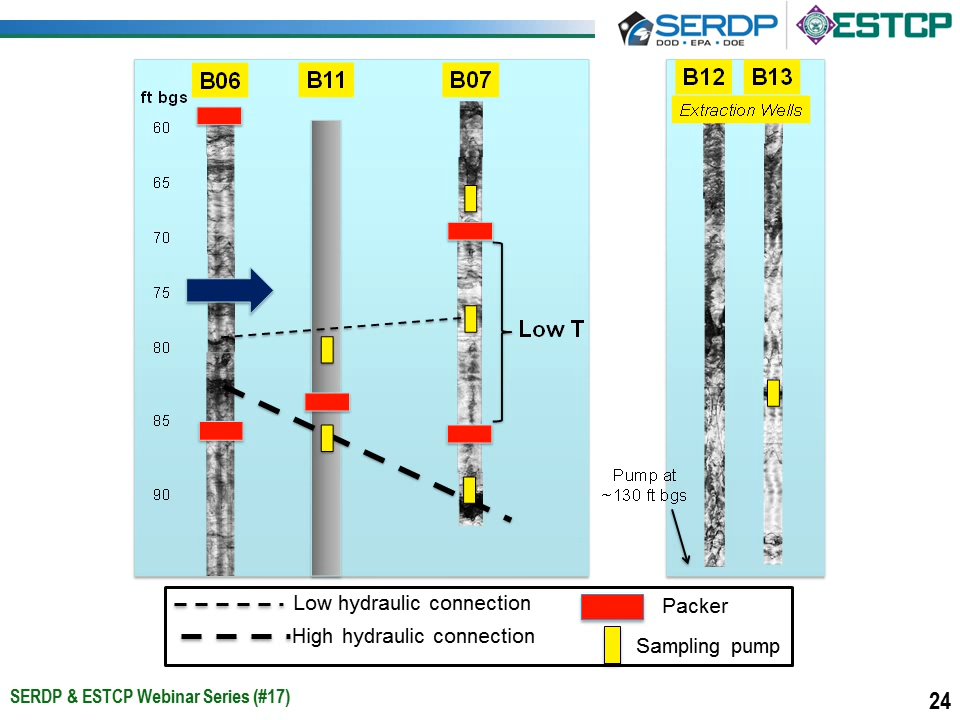 SERDP
DOD • EPA • DOE
ESTCP
B06
B11
B07
B12
B13
ft bgs
Extraction Wells
60
65
70
75
80
85
90
Low T
Pump at
~130 ft bgs
Low hydraulic connection
Packer
High hydraulic connection
Sampling pump
SERDP & ESTCP Webinar Series (#17)
24